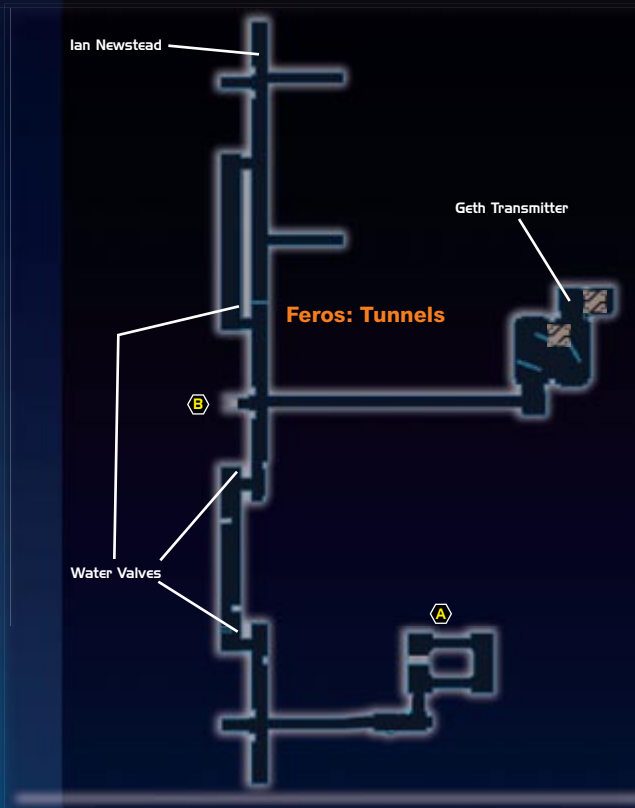 Ian Newstead
Geth Transmitter
Feros: Tunnels
B
Water Valves
A